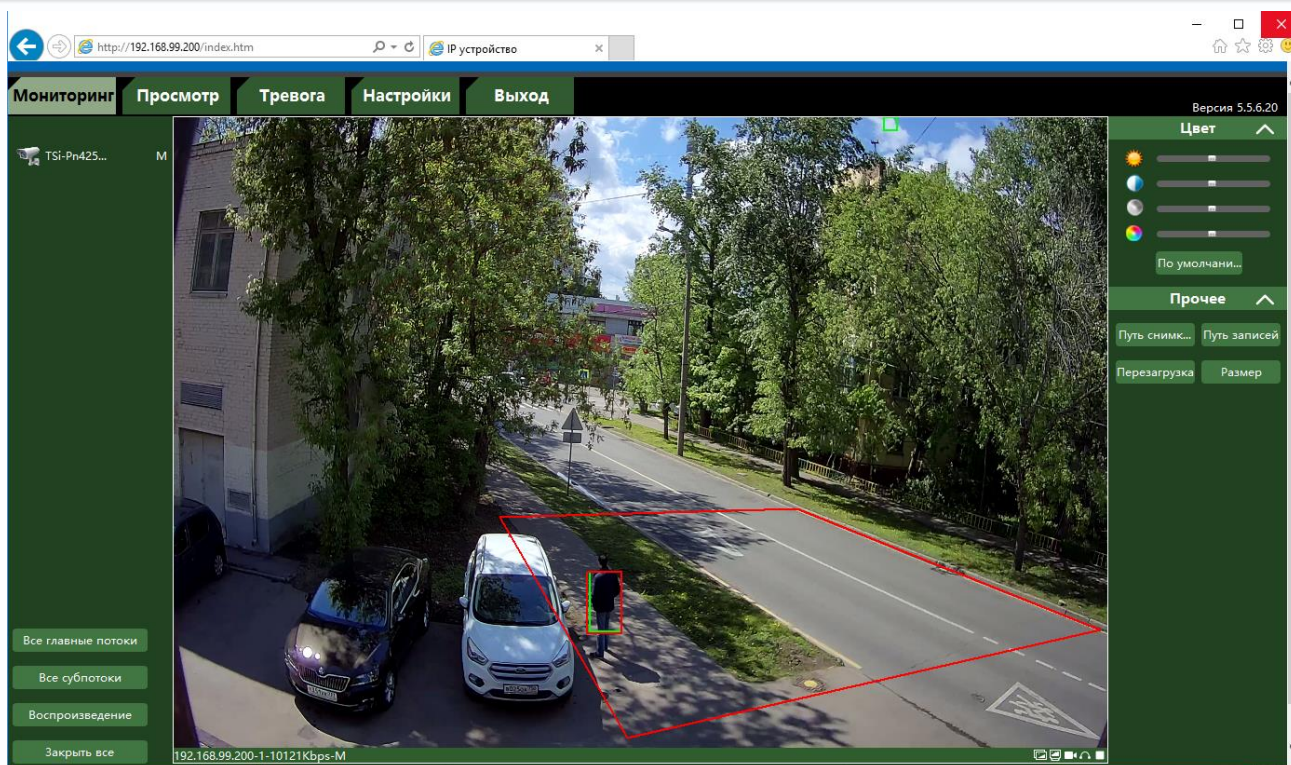 http://192.168.99.200/index.htm
IP устройство
Мониторинг
Просмотр
Тревога
Настройки
Выход
Версия 5.5.6.20
TSi-Pn425...
M
Цвет
По умолчани...
Прочее
Путь снимк...
Путь записей
Перезагрузка
Размер
Все главные потоки
Все субпотоки
Воспроизведение
Закрыть все
192.168.99.200-1-10121Kbps-M